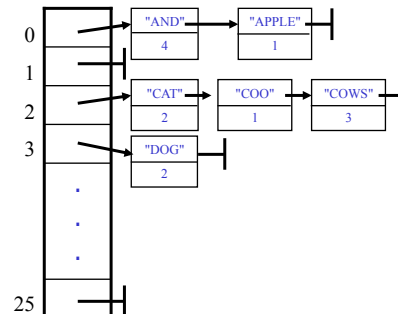 0 "AND" "APPLE"
4 1
1
2 "CAT" "COO" "COWS"
2 1 3
3 "DOG"
2
.
.
.
25